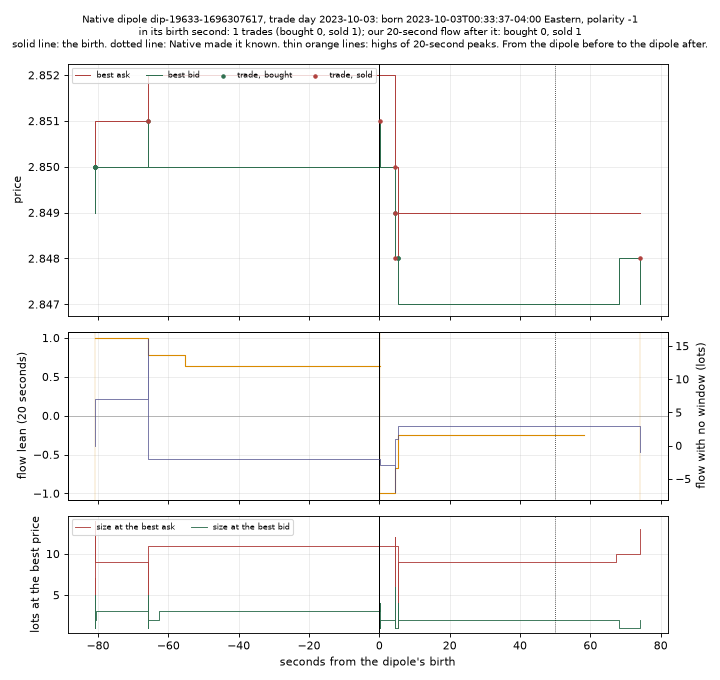 Native dipole dip-19633-1696307617, trade day 2023-10-03: born 2023-10-03T00:33:37-04:00 Eastern, polarity -1
in its birth second: 1 trades (bought 0, sold 1); our 20-second flow after it: bought 0, sold 1
solid line: the birth. dotted line: Native made it known. thin orange lines: highs of 20-second peaks. From the dipole before to the dipole after.
best ask best bid trade, bought trade, sold
2.852
2.851
2.850
2.849
2.848
2.847
price
1.0
0.5
0.0
−0.5
−1.0
flow lean (20 seconds)
15
10
5
0
−5
flow with no window (lots)
size at the best ask size at the best bid
10
5
lots at the best price
−80 −60 −40 −20 0 20 40 60 80
seconds from the dipole's birth